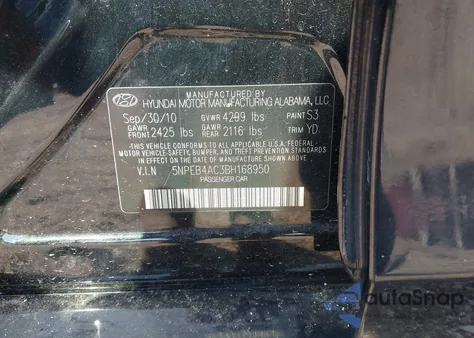 MANUFACTURED BY
HYUNDAI MOTOR MANUFACTURING ALABAMA, LLC
Sep/30/10 GVWR 4299 lbs PAINT S3
GAWR FRONT 2425 lbs GAWR REAR 2116 lbs TRIM YD
THIS VEHICLE CONFORMS TO ALL APPLICABLE U.S.A. FEDERAL
MOTOR VEHICLE SAFETY, BUMPER, AND THEFT PREVENTION STANDARDS
IN EFFECT ON THE DATE OF MANUFACTURE SHOWN ABOVE.
V.I.N 5NPEB4AC3BH168950
PASSENGER CAR
autoSnap